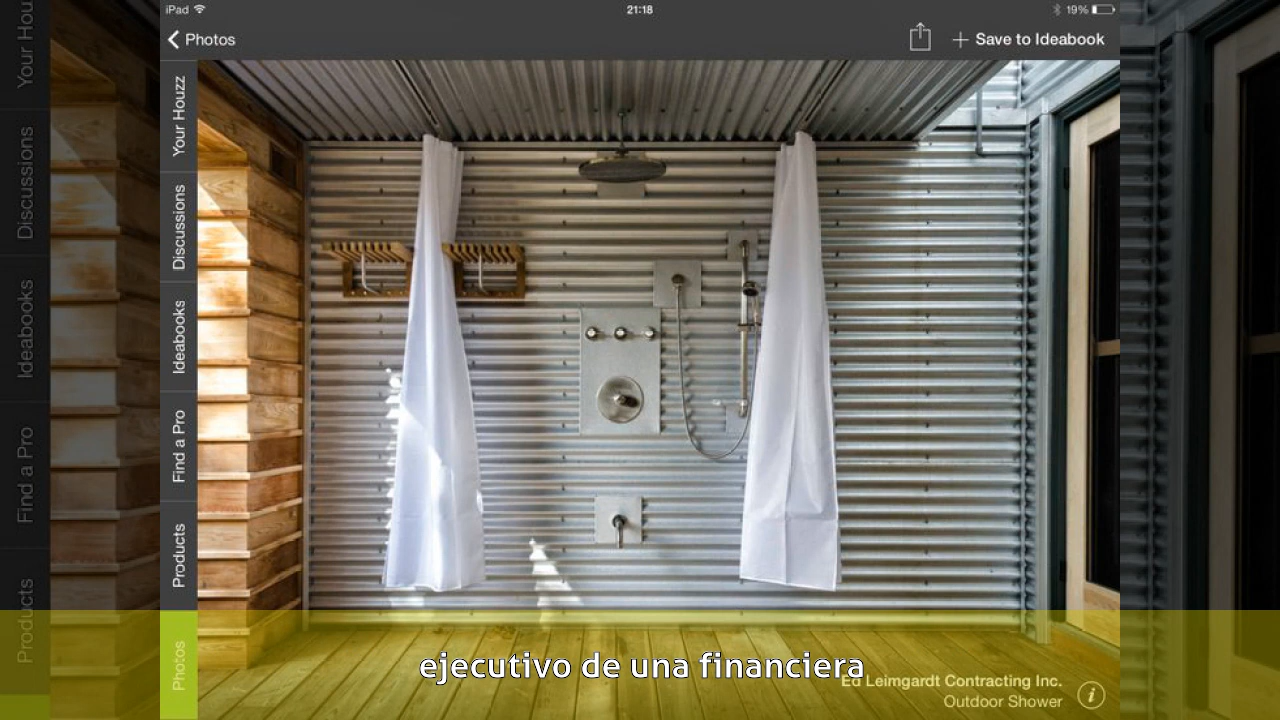 iPad
21:18
19%
Photos
Save to Ideabook
Your Houzz
Discussions
Ideabooks
Find a Pro
Products
Photos
Your Hou
Discussions
Ideabooks
Find a Pro
Products
ejecutivo de una financiera
Ed Leimgardt Contracting Inc.
Outdoor Shower
i